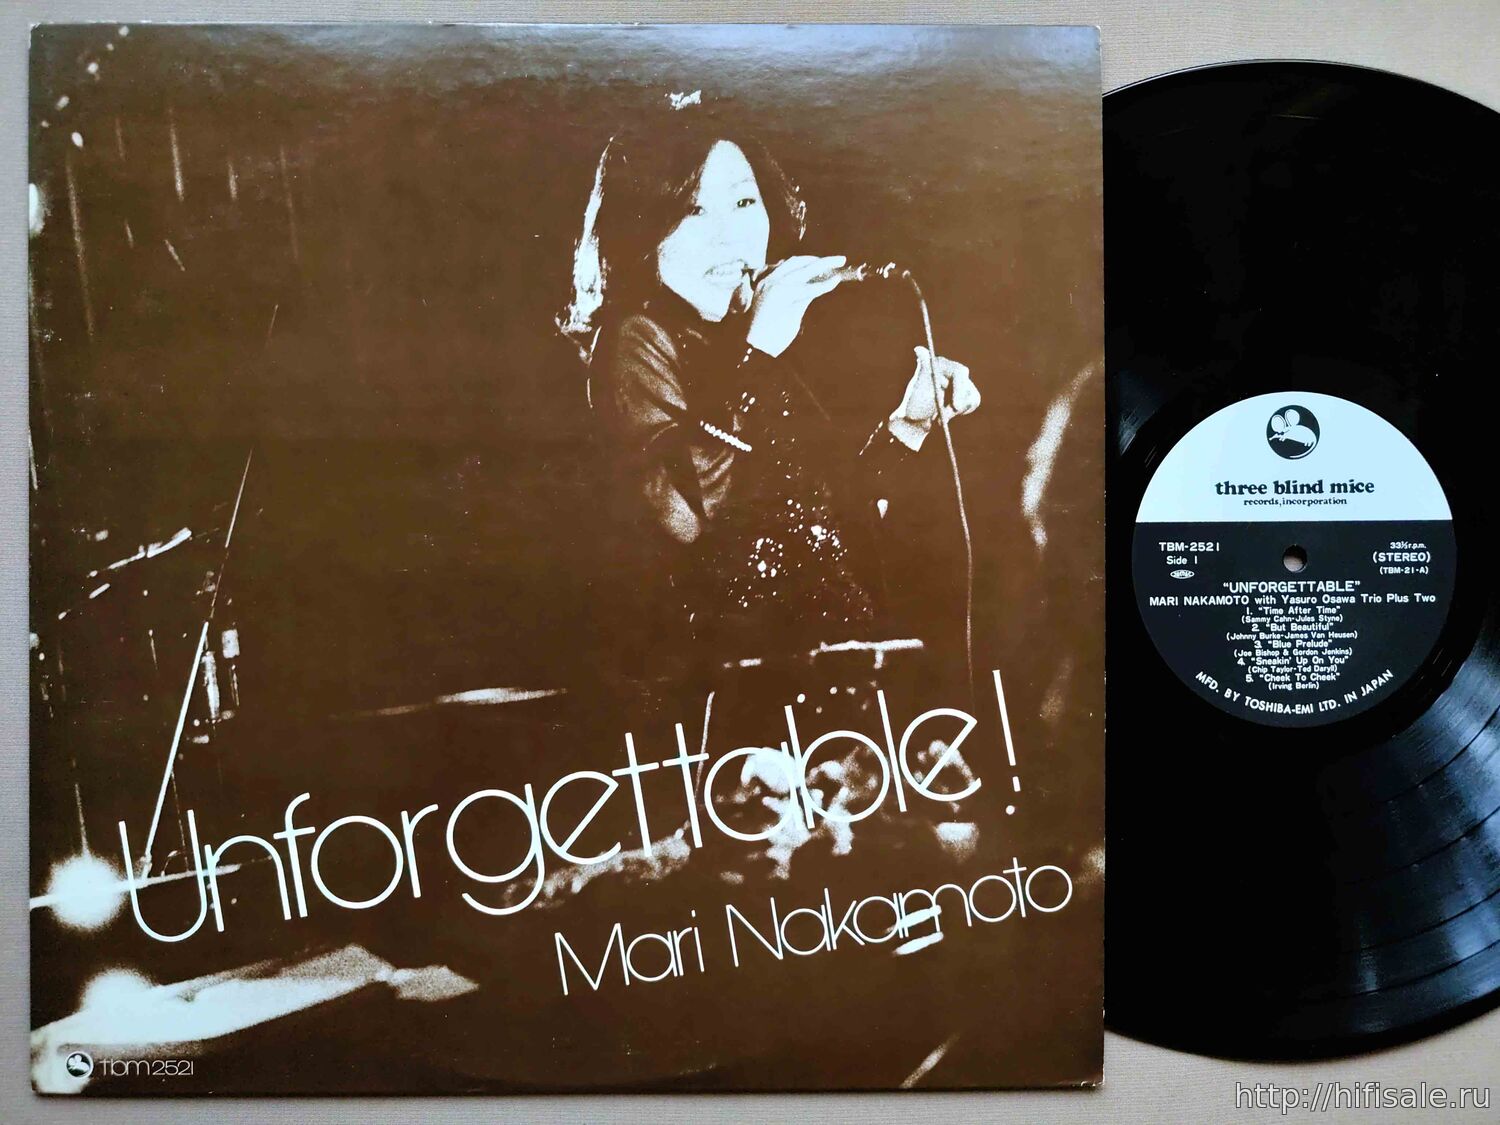 Unforgettable!
Mari Nakamoto
tbm 2521
three blind mice
records, incorporation
TBM-2521
Side 1
33⅓ r.p.m.
(STEREO)
(TBM-21-A)
"UNFORGETTABLE"
MARI NAKAMOTO with Yasuro Osawa Trio Plus Two
1. "Time After Time"
(Sammy Cahn-Jules Styne)
2. "But Beautiful"
(Johnny Burke-James Van Heusen)
3. "Blue Prelude"
(Joe Bishop & Gordon Jenkins)
4. "Sneakin' Up On You"
(Chip Taylor-Ted Daryll)
5. "Cheek To Cheek"
(Irving Berlin)
MFD. BY TOSHIBA-EMI LTD. IN JAPAN
http://hifisale.ru